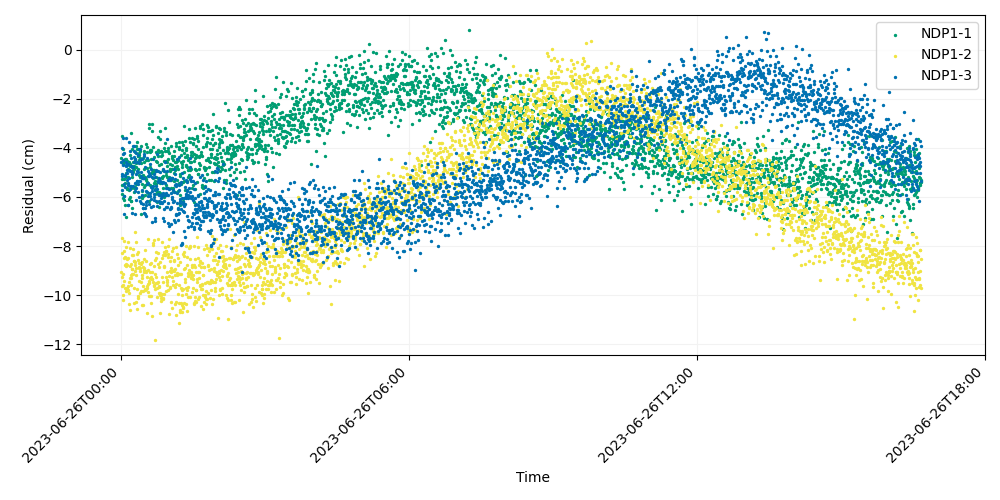 NDP1-1
NDP1-2
NDP1-3
Residual (cm)
0
−2
−4
−6
−8
−10
−12
2023-06-26T00:00
2023-06-26T06:00
2023-06-26T12:00
2023-06-26T18:00
Time